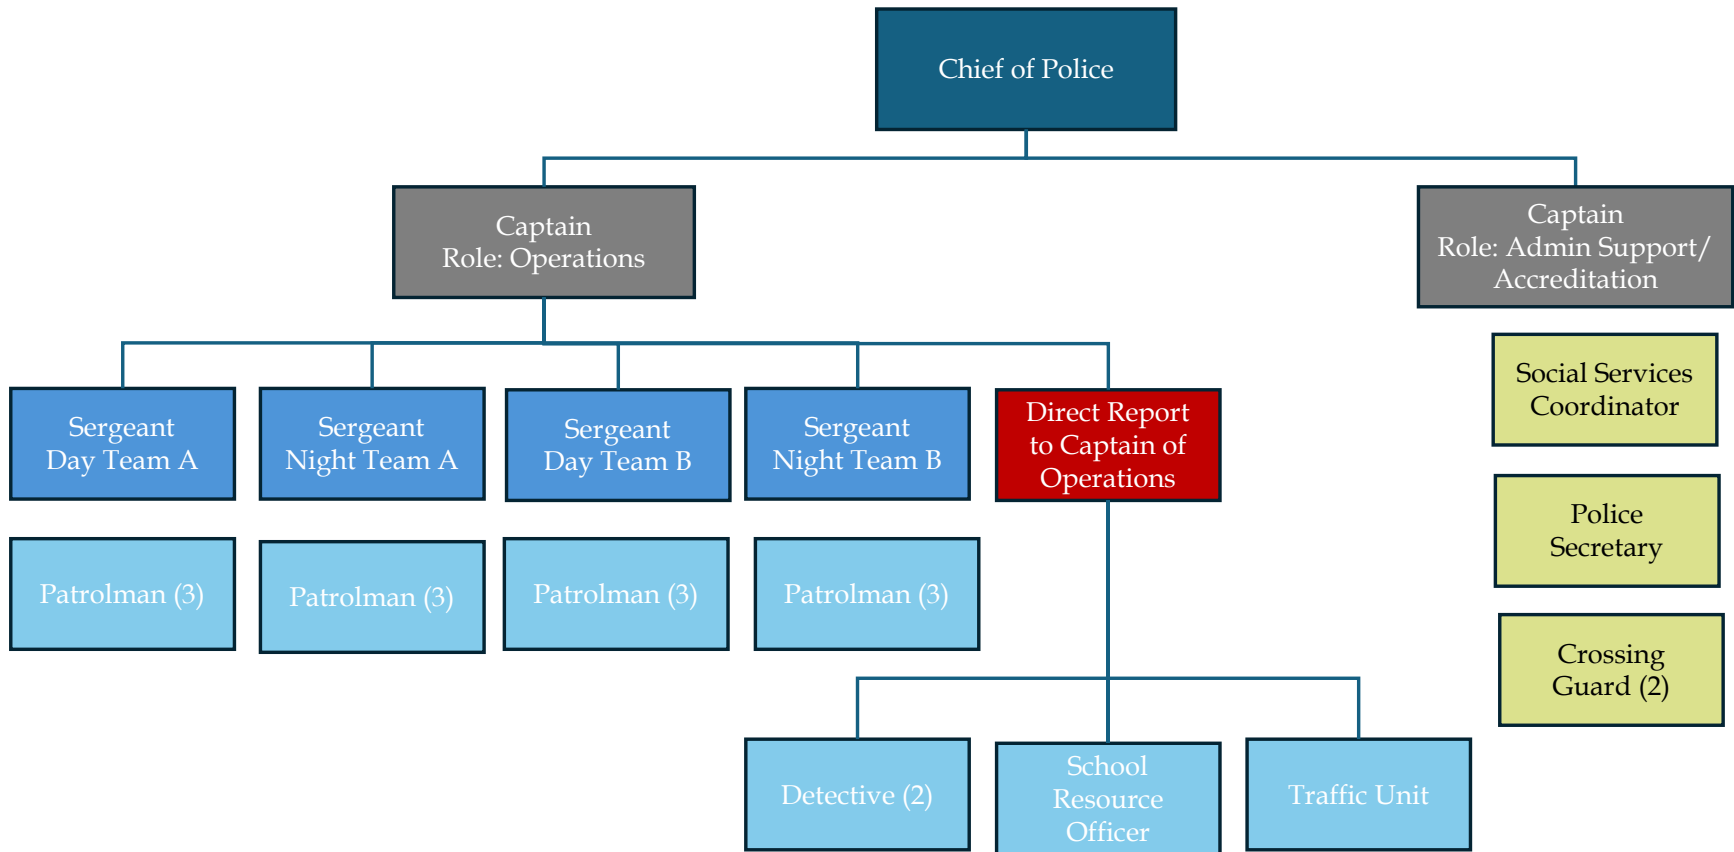 Chief of Police
Captain
Role: Operations
Captain
Role: Admin Support/
Accreditation
Sergeant
Day Team A
Sergeant
Night Team A
Sergeant
Day Team B
Sergeant
Night Team B
Direct Report
to Captain of
Operations
Social Services
Coordinator
Patrolman (3)
Patrolman (3)
Patrolman (3)
Patrolman (3)
Police
Secretary
Crossing
Guard (2)
Detective (2)
School
Resource
Officer
Traffic Unit